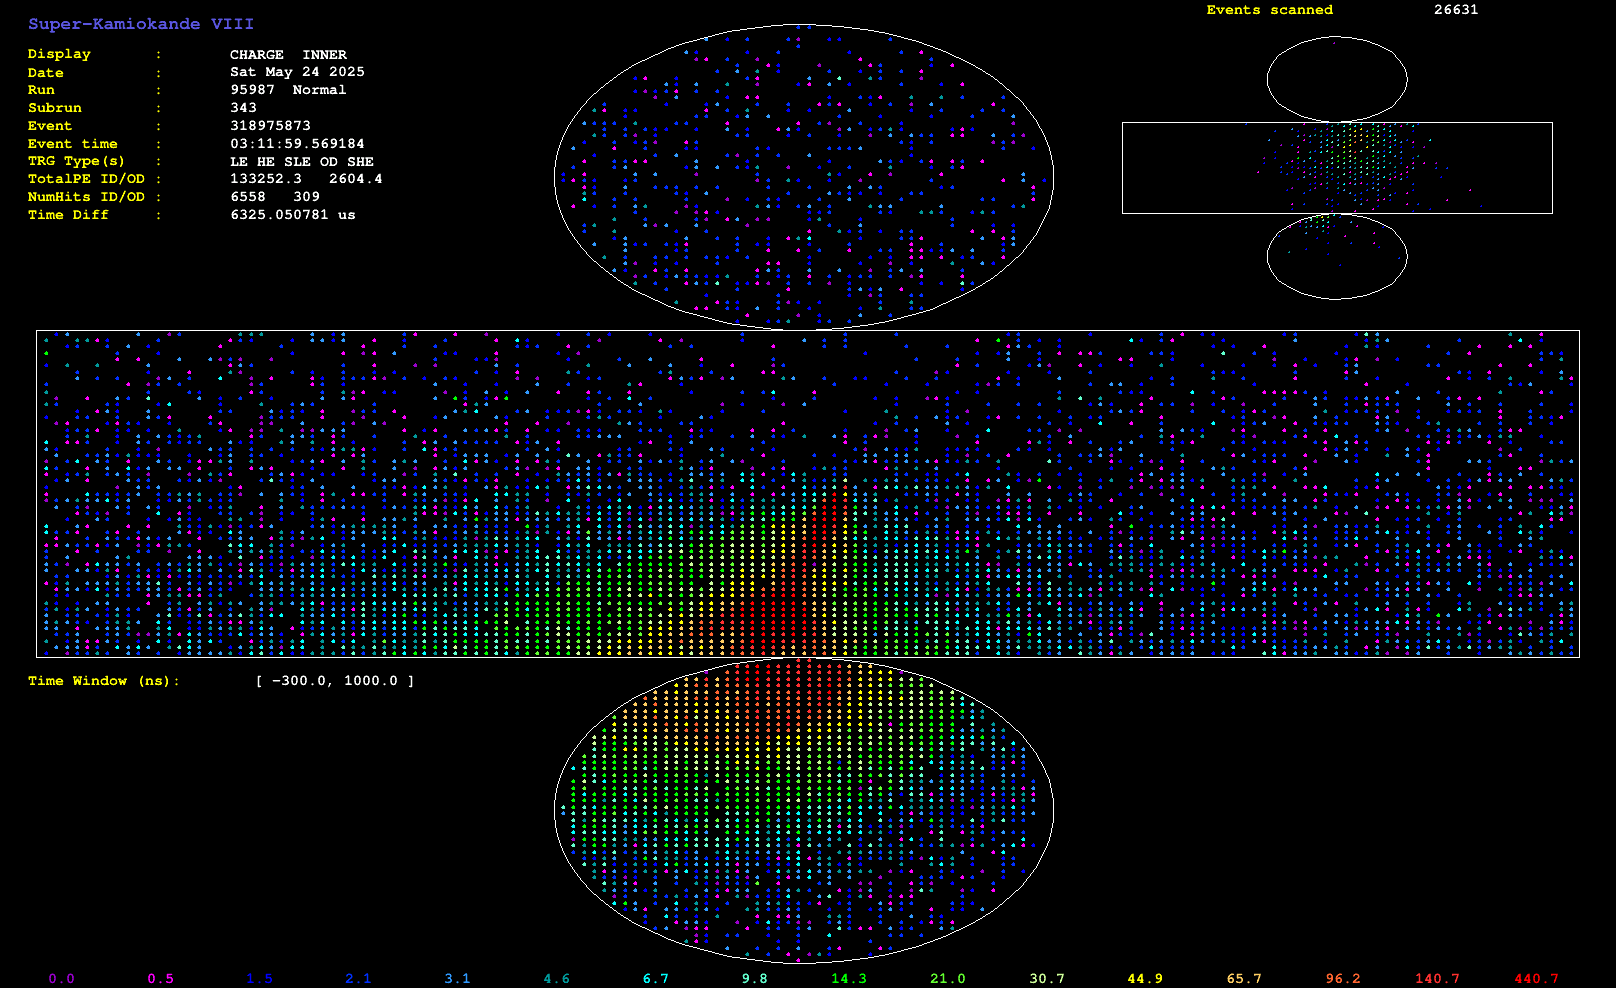 Super-Kamiokande VIII
Events scanned 26631
Display : CHARGE INNER
Date : Sat May 24 2025
Run : 95987 Normal
Subrun : 343
Event : 318975873
Event time : 03:11:59.569184
TRG Type(s) : LE HE SLE OD SHE
TotalPE ID/OD : 133252.3 2604.4
NumHits ID/OD : 6558 309
Time Diff : 6325.050781 us
Time Window (ns): [ -300.0, 1000.0 ]
0.0 0.5 1.5 2.1 3.1 4.6 6.7 9.8 14.3 21.0 30.7 44.9 65.7 96.2 140.7 440.7